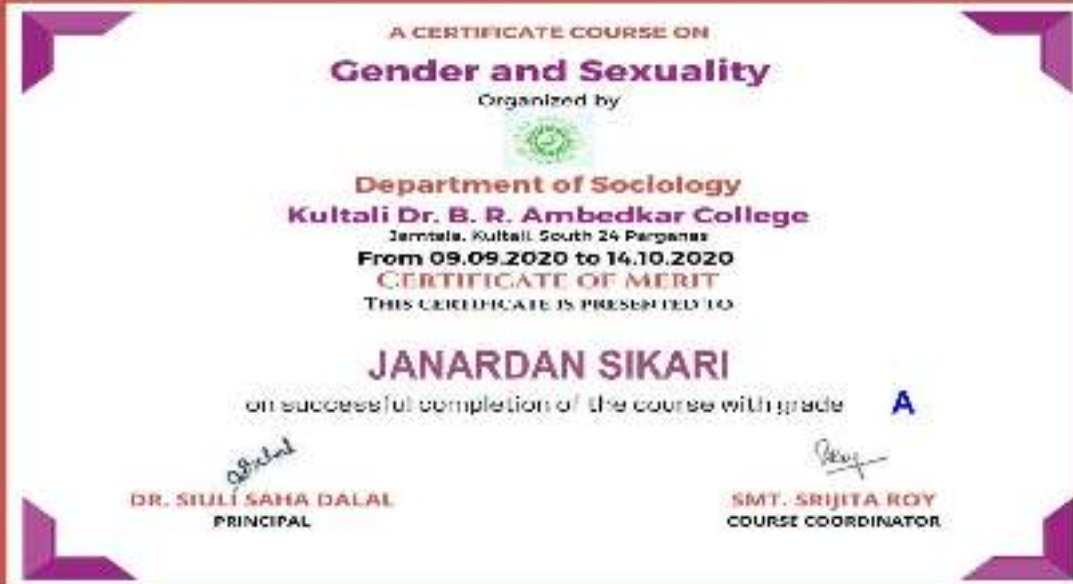 A CERTIFICATE COURSE ON
Gender and Sexuality
Organized by
Department of Sociology
Kultali Dr. B. R. Ambedkar College
Jamtala, Kultali, South 24 Parganas
From 09.09.2020 to 14.10.2020
CERTIFICATE OF MERIT
THIS CERTIFICATE IS PRESENTED TO
JANARDAN SIKARI
on successful completion of the course with grade A
DR. SIULI SAHA DALAL
PRINCIPAL
SMT. SRIJITA ROY
COURSE COORDINATOR